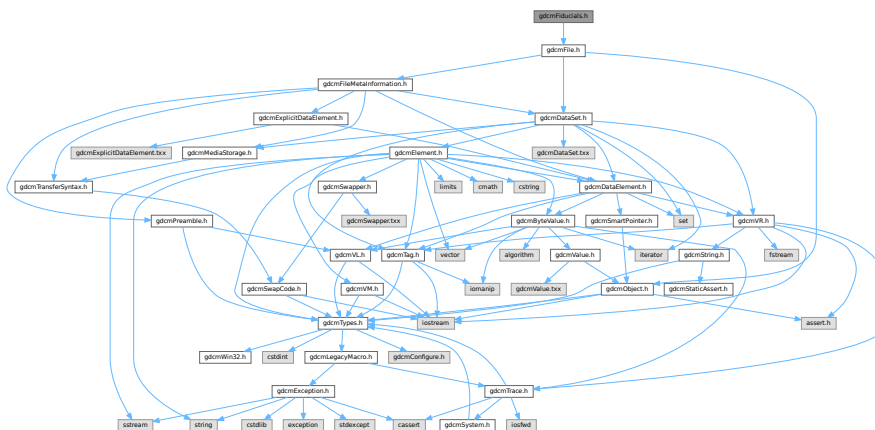 gdcmFiducials.h
gdcmFile.h
gdcmFileMetaInformation.h
gdcmExplicitDataElement.h
gdcmDataSet.h
gdcmExplicitDataElement.txx
gdcmMediaStorage.h
gdcmElement.h
gdcmDataSet.txx
gdcmTransferSyntax.h
gdcmSwapper.h
limits
cmath
cstring
gdcmDataElement.h
gdcmPreamble.h
gdcmSwapper.txx
gdcmByteValue.h
gdcmSmartPointer.h
set
gdcmVR.h
gdcmVL.h
gdcmTag.h
vector
algorithm
gdcmValue.h
iterator
gdcmString.h
fstream
gdcmSwapCode.h
gdcmVM.h
iomanip
gdcmValue.txx
gdcmObject.h
gdcmStaticAssert.h
gdcmTypes.h
iostream
assert.h
gdcmWin32.h
cstdint
gdcmLegacyMacro.h
gdcmConfigure.h
gdcmException.h
gdcmTrace.h
sstream
string
cstdlib
exception
stdexcept
cassert
gdcmSystem.h
iosfwd